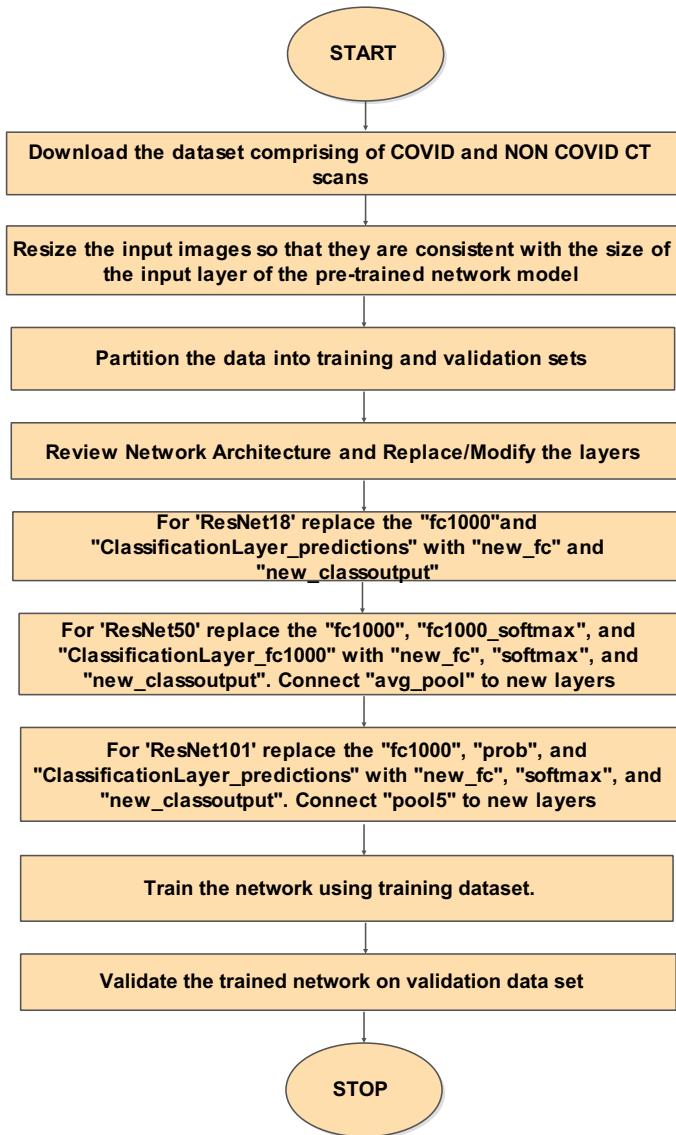 START
Download the dataset comprising of COVID and NON COVID CT
scans
Resize the input images so that they are consistent with the size of
the input layer of the pre-trained network model
Partition the data into training and validation sets
Review Network Architecture and Replace/Modify the layers
For 'ResNet18' replace the "fc1000"and
"ClassificationLayer_predictions" with "new_fc" and
"new_classoutput"
For 'ResNet50' replace the "fc1000", "fc1000_softmax", and
"ClassificationLayer_fc1000" with "new_fc", "softmax", and
"new_classoutput". Connect "avg_pool" to new layers
For 'ResNet101' replace the "fc1000", "prob", and
"ClassificationLayer_predictions" with "new_fc", "softmax", and
"new_classoutput". Connect "pool5" to new layers
Train the network using training dataset.
Validate the trained network on validation data set
STOP